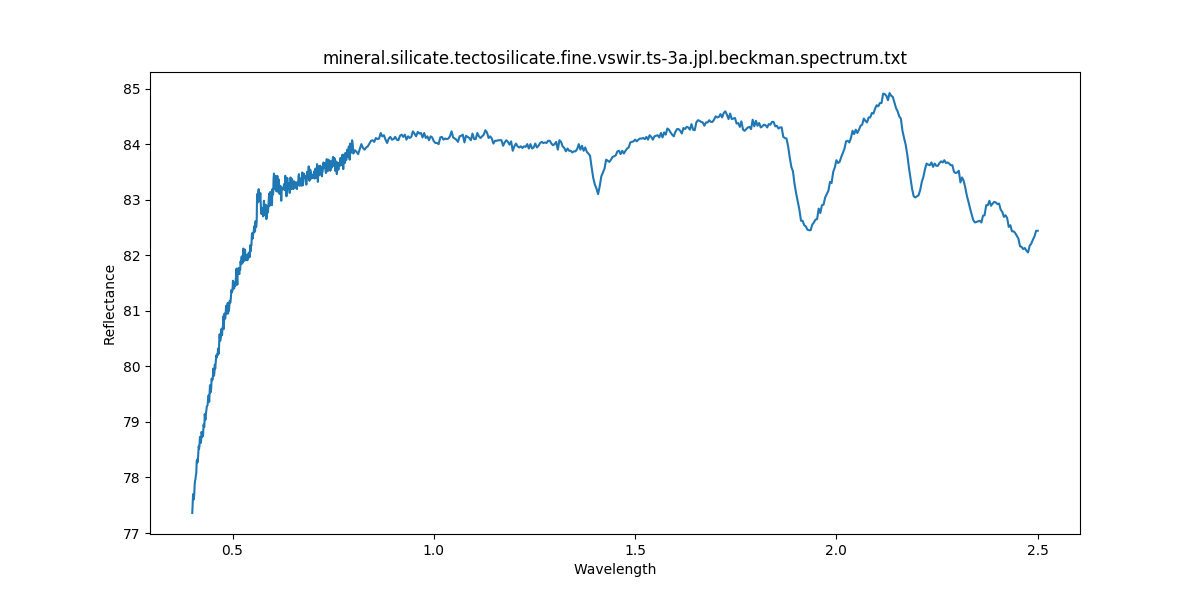 mineral.silicate.tectosilicate.fine.vswir.ts-3a.jpl.beckman.spectrum.txt
85
84
83
82
81
80
79
78
77
Reflectance
0.5 1.0 1.5 2.0 2.5
Wavelength